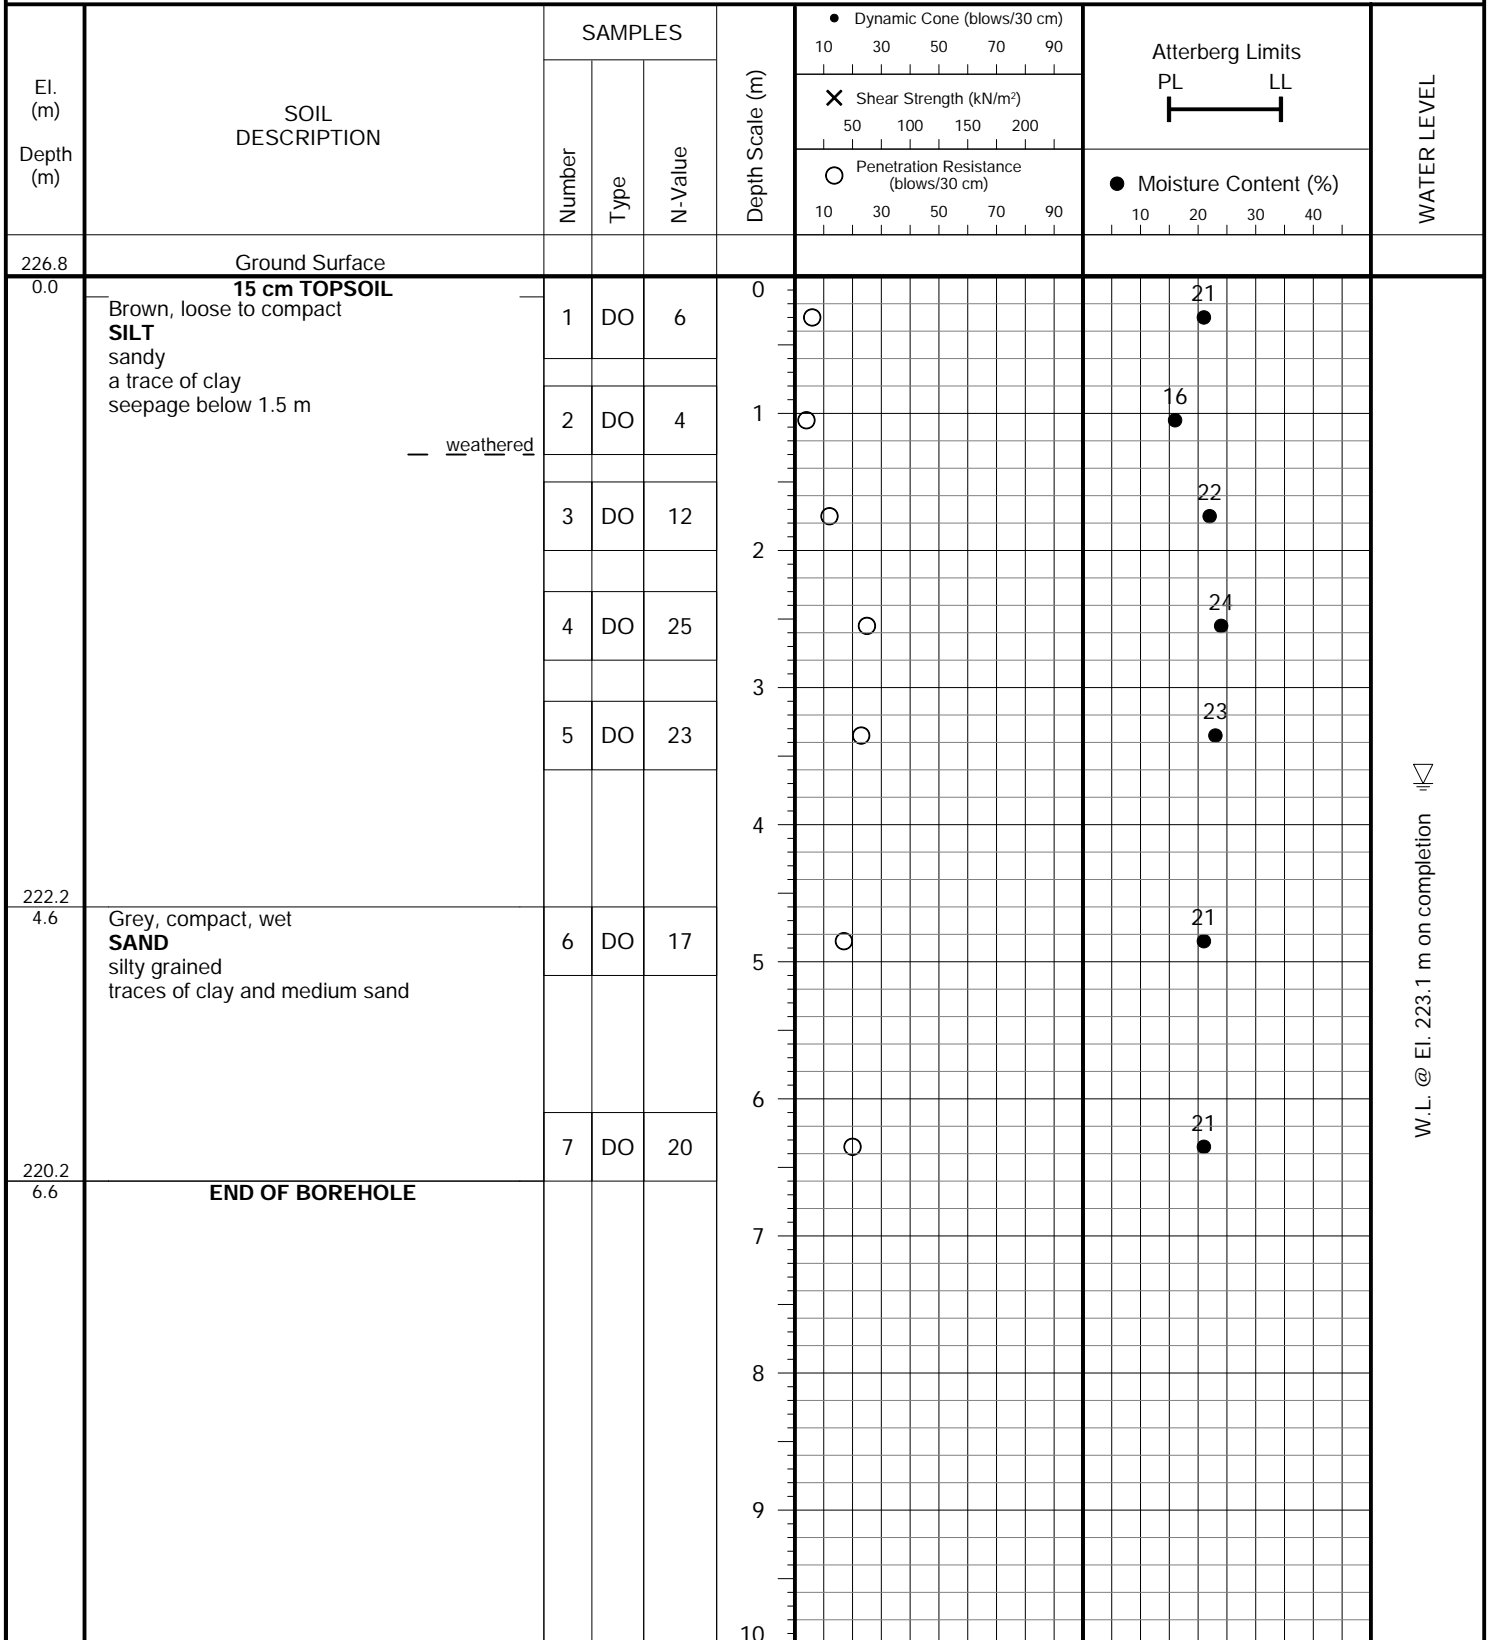 El.
(m)
Depth
(m)
SOIL
DESCRIPTION
SAMPLES
Number
Type
N-Value
Depth Scale (m)
Dynamic Cone (blows/30 cm)
10 30 50 70 90
Shear Strength (kN/m²)
50 100 150 200
Penetration Resistance
(blows/30 cm)
10 30 50 70 90
Atterberg Limits
PL LL
Moisture Content (%)
10 20 30 40
WATER LEVEL
226.8 Ground Surface
0.0 15 cm TOPSOIL
Brown, loose to compact
SILT
sandy
a trace of clay
seepage below 1.5 m
weathered
1 DO 6
2 DO 4
3 DO 12
4 DO 25
5 DO 23
222.2
4.6 Grey, compact, wet
SAND
silty grained
traces of clay and medium sand
6 DO 17
7 DO 20
220.2
6.6 END OF BOREHOLE
0
1
2
3
4
5
6
7
8
9
10
21
16
22
24
23
21
21
W.L. @ El. 223.1 m on completion